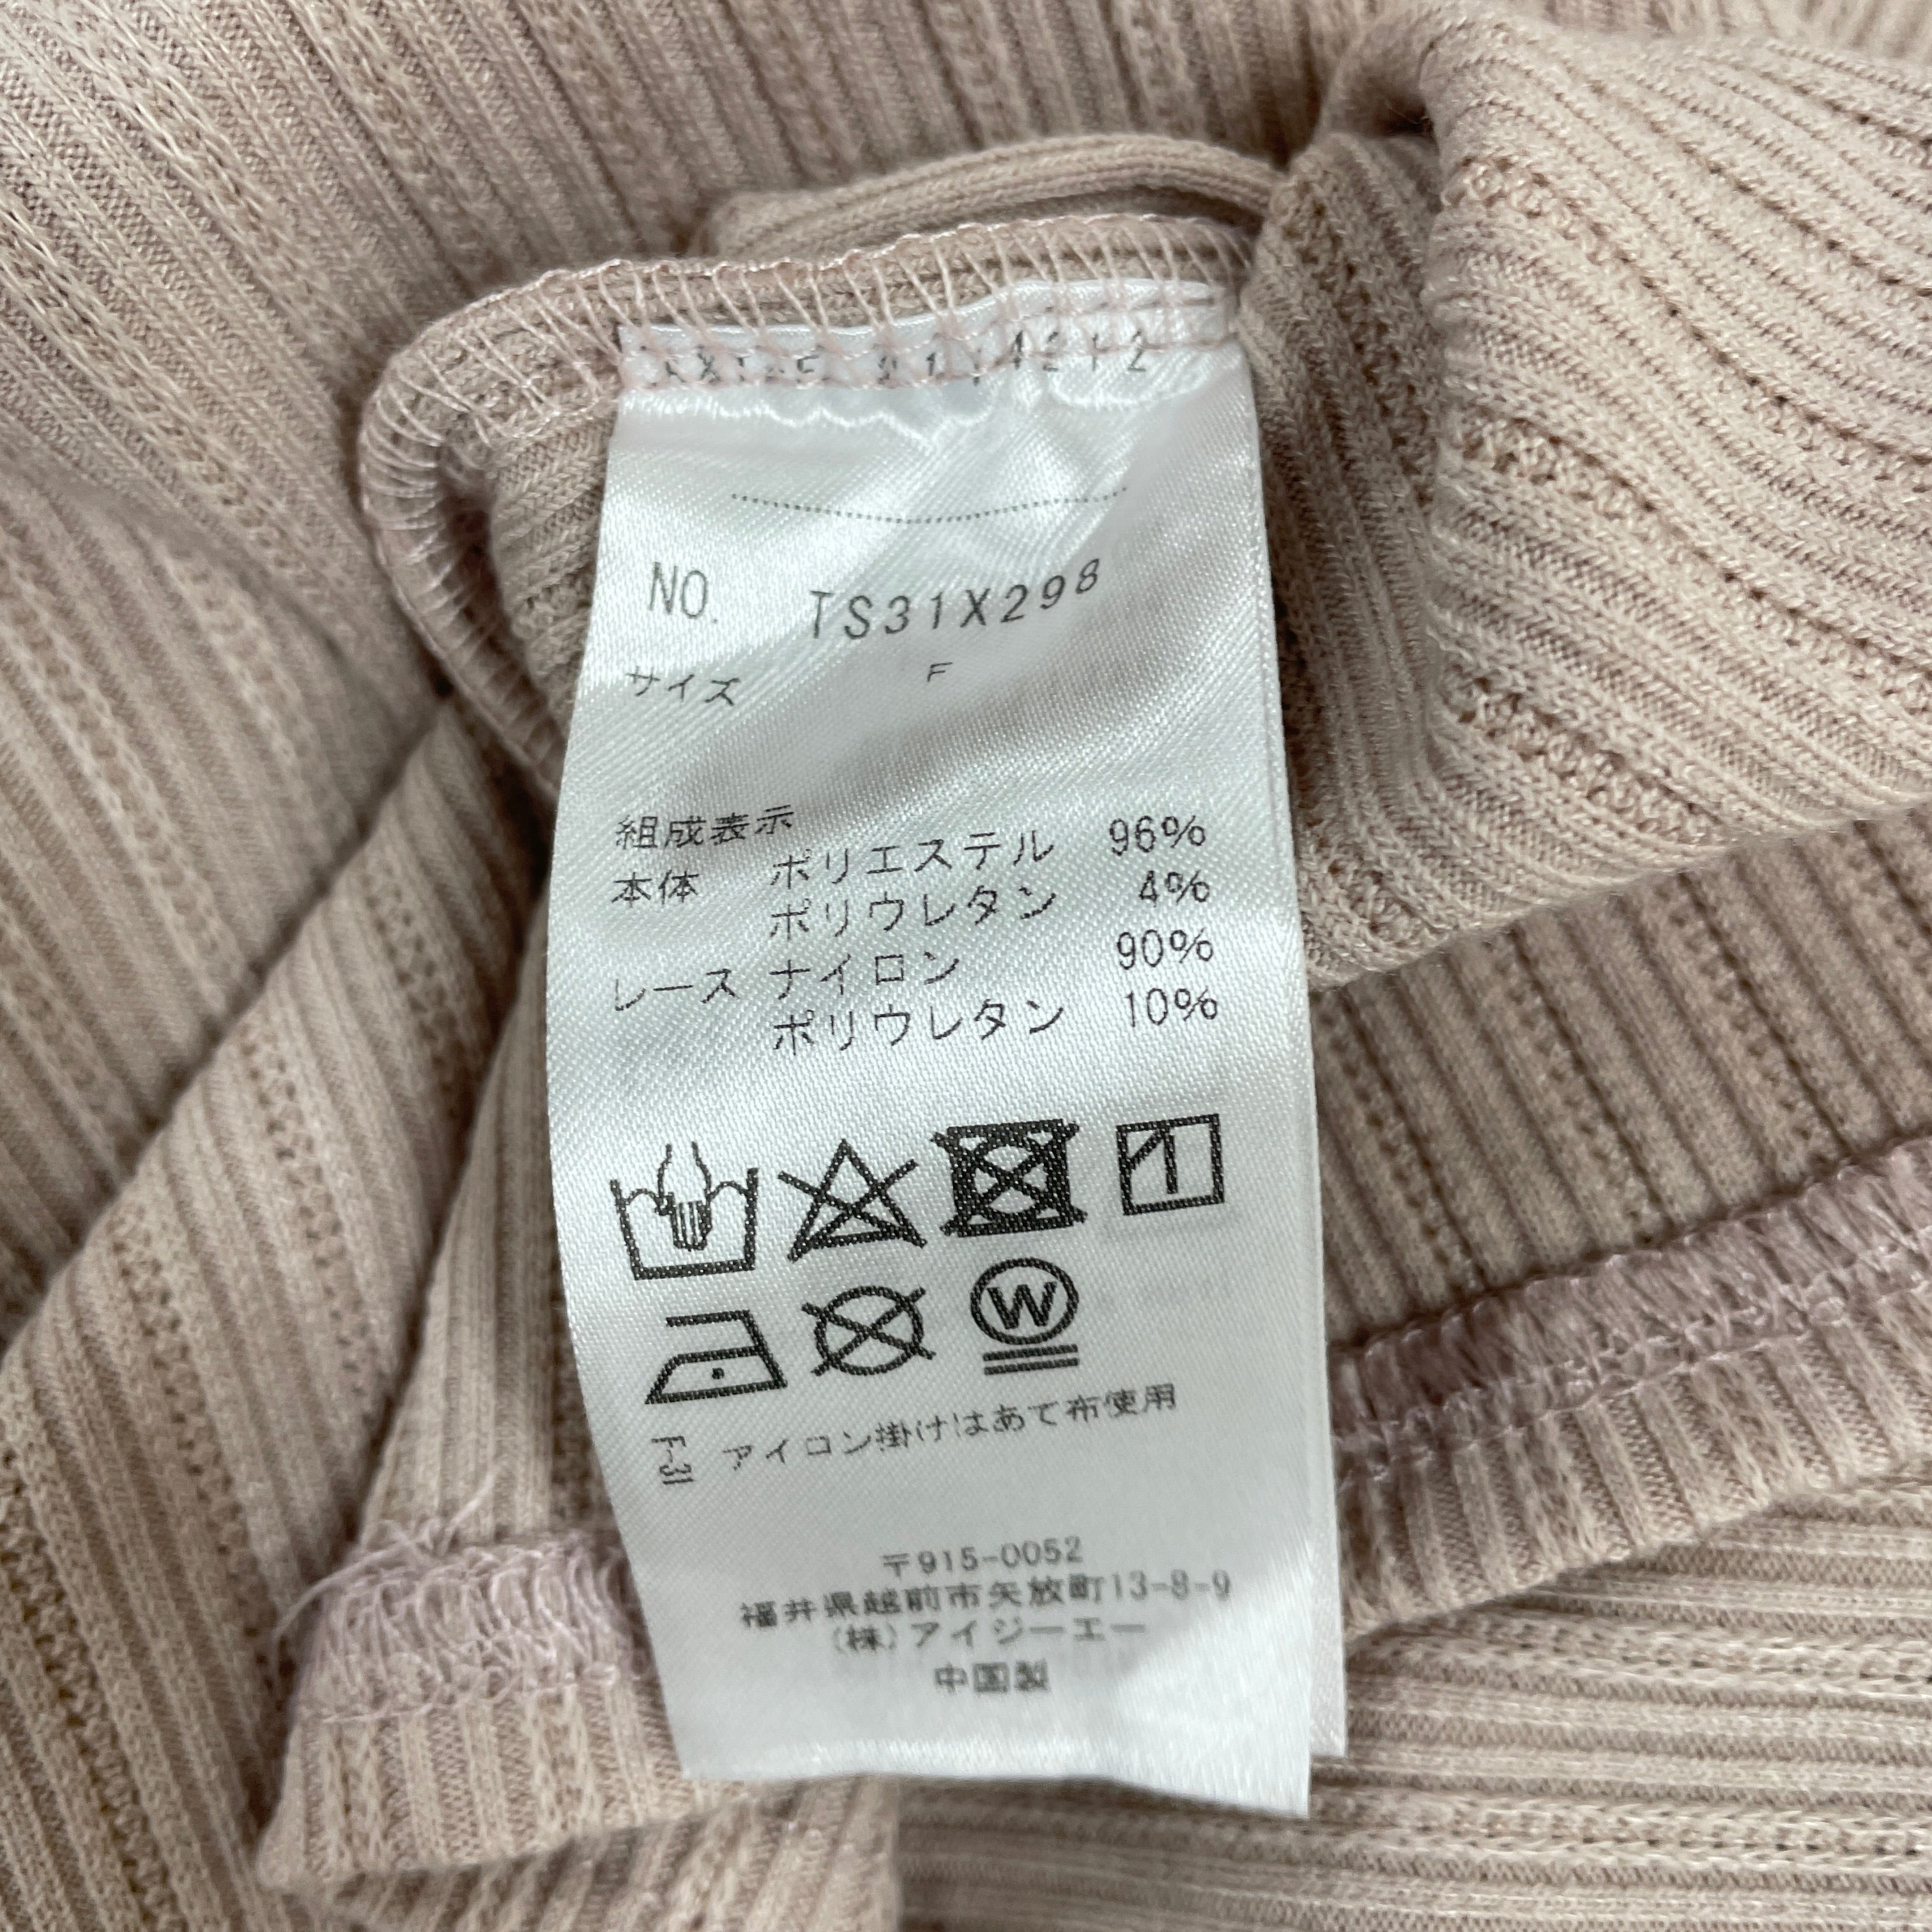 NO. TS31X298
サイズ F
組成表示
本体 ポリエステル 96%
ポリウレタン 4%
レース ナイロン 90%
ポリウレタン 10%
W
F-31 アイロン掛けはあて布使用
〒915-0052
福井県越前市矢放町13-8-9
(株)アイジーエー
中国製